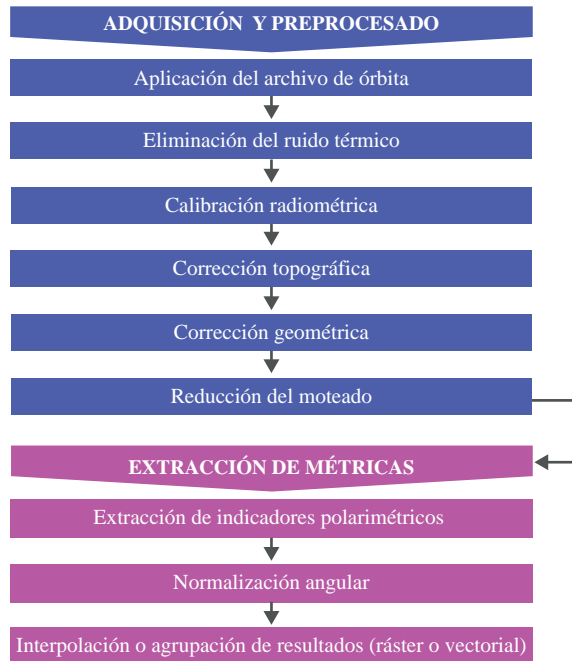 ADQUISICIÓN Y PREPROCESADO
Aplicación del archivo de órbita
Eliminación del ruido térmico
Calibración radiométrica
Corrección topográfica
Corrección geométrica
Reducción del moteado
EXTRACCIÓN DE MÉTRICAS
Extracción de indicadores polarimétricos
Normalización angular
Interpolación o agrupación de resultados (ráster o vectorial)